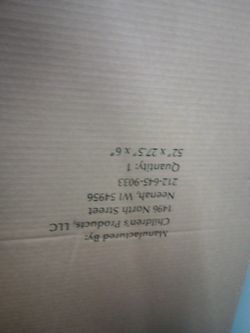 Manufactured By:
Children's Products, LLC
1496 North Street
Neenah, WI 54956
212-645-9033
Quantity: 1
52" x 27.5" x 6"